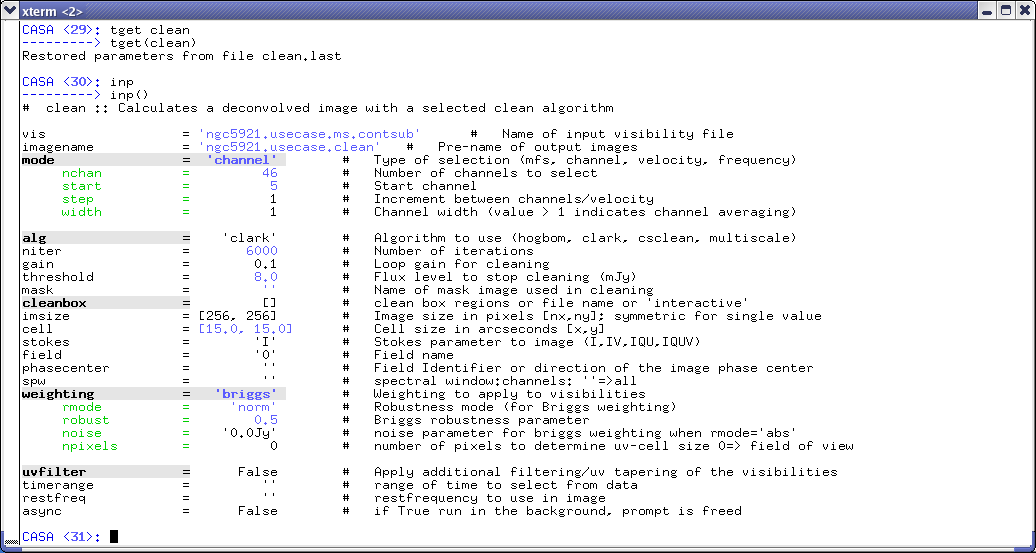 xterm <2>
CASA <29>: tget clean
---------> tget(clean)
Restored parameters from file clean.last
CASA <30>: inp
---------> inp()
#  clean :: Calculates a deconvolved image with a selected clean algorithm
vis                 = 'ngc5921.usecase.ms.contsub'      #   Name of input visibility file
imagename           = 'ngc5921.usecase.clean'   #   Pre-name of output images
mode                =  'channel'        #   Type of selection (mfs, channel, velocity, frequency)
     nchan          =         46        #   Number of channels to select
     start          =          5        #   Start channel
     step           =          1        #   Increment between channels/velocity
     width          =          1        #   Channel width (value > 1 indicates channel averaging)
alg                 =    'clark'        #   Algorithm to use (hogbom, clark, csclean, multiscale)
niter               =       6000        #   Number of iterations
gain                =        0.1        #   Loop gain for cleaning
threshold           =        8.0        #   Flux level to stop cleaning (mJy)
mask                =         ''        #   Name of mask image used in cleaning
cleanbox            =         []        #   clean box regions or file name or 'interactive'
imsize              = [256, 256]        #   Image size in pixels [nx,ny]; symmetric for single value
cell                = [15.0, 15.0]      #   Cell size in arcseconds [x,y]
stokes              =        'I'        #   Stokes parameter to image (I,IV,IQU,IQUV)
field               =        '0'        #   Field name
phasecenter         =         ''        #   Field Identifier or direction of the image phase center
spw                 =         ''        #   spectral window:channels: ''=>all
weighting           =   'briggs'        #   Weighting to apply to visibilities
     rmode          =     'norm'        #   Robustness mode (for Briggs weighting)
     robust         =        0.5        #   Briggs robustness parameter
     noise          =    '0.0Jy'        #   noise parameter for briggs weighting when rmode='abs'
     npixels        =          0        #   number of pixels to determine uv-cell size 0=> field of view
uvfilter            =      False        #   Apply additional filtering/uv tapering of the visibilities
timerange           =         ''        #   range of time to select from data
restfreq            =         ''        #   restfrequency to use in image
async               =      False        #   if True run in the background, prompt is freed
CASA <31>: